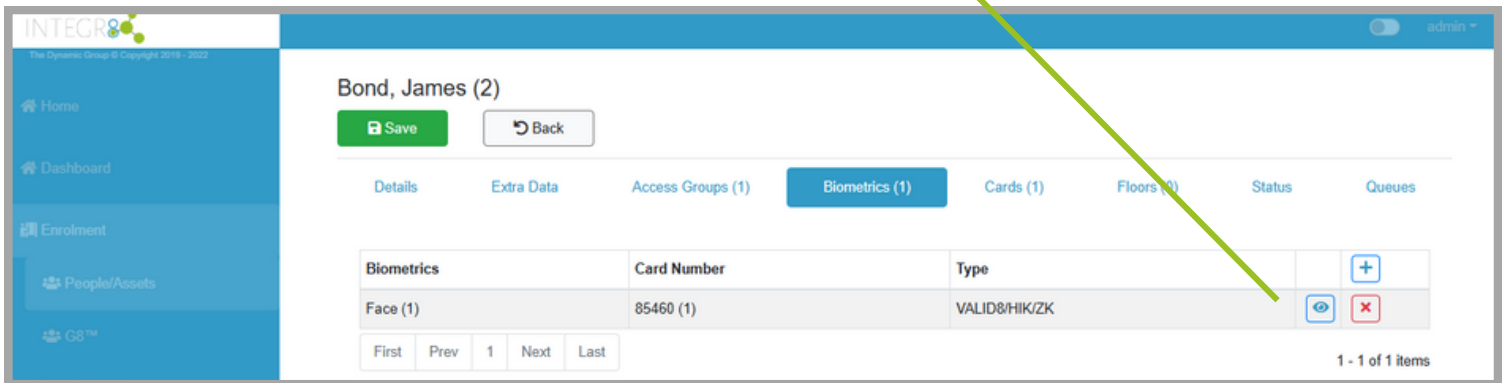 INTEGR8
admin
The Dynamic Group © Copyright 2019 - 2022
Bond, James (2)
Home
Save Back
Dashboard
Details Extra Data Access Groups (1) Biometrics (1) Cards (1) Floors (0) Status Queues
Enrolment
Biometrics Card Number Type
People/Assets
Face (1) 85460 (1) VALID8/HIK/ZK
G8™
First Prev 1 Next Last
1 - 1 of 1 items